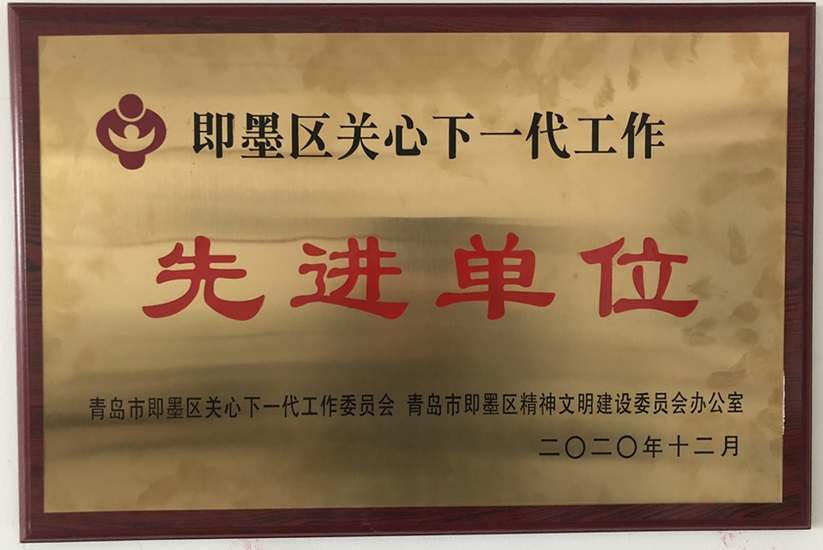 即墨区关心下一代工作
先进单位
青岛市即墨区关心下一代工作委员会 青岛市即墨区精神文明建设委员会办公室
二〇二〇年十二月